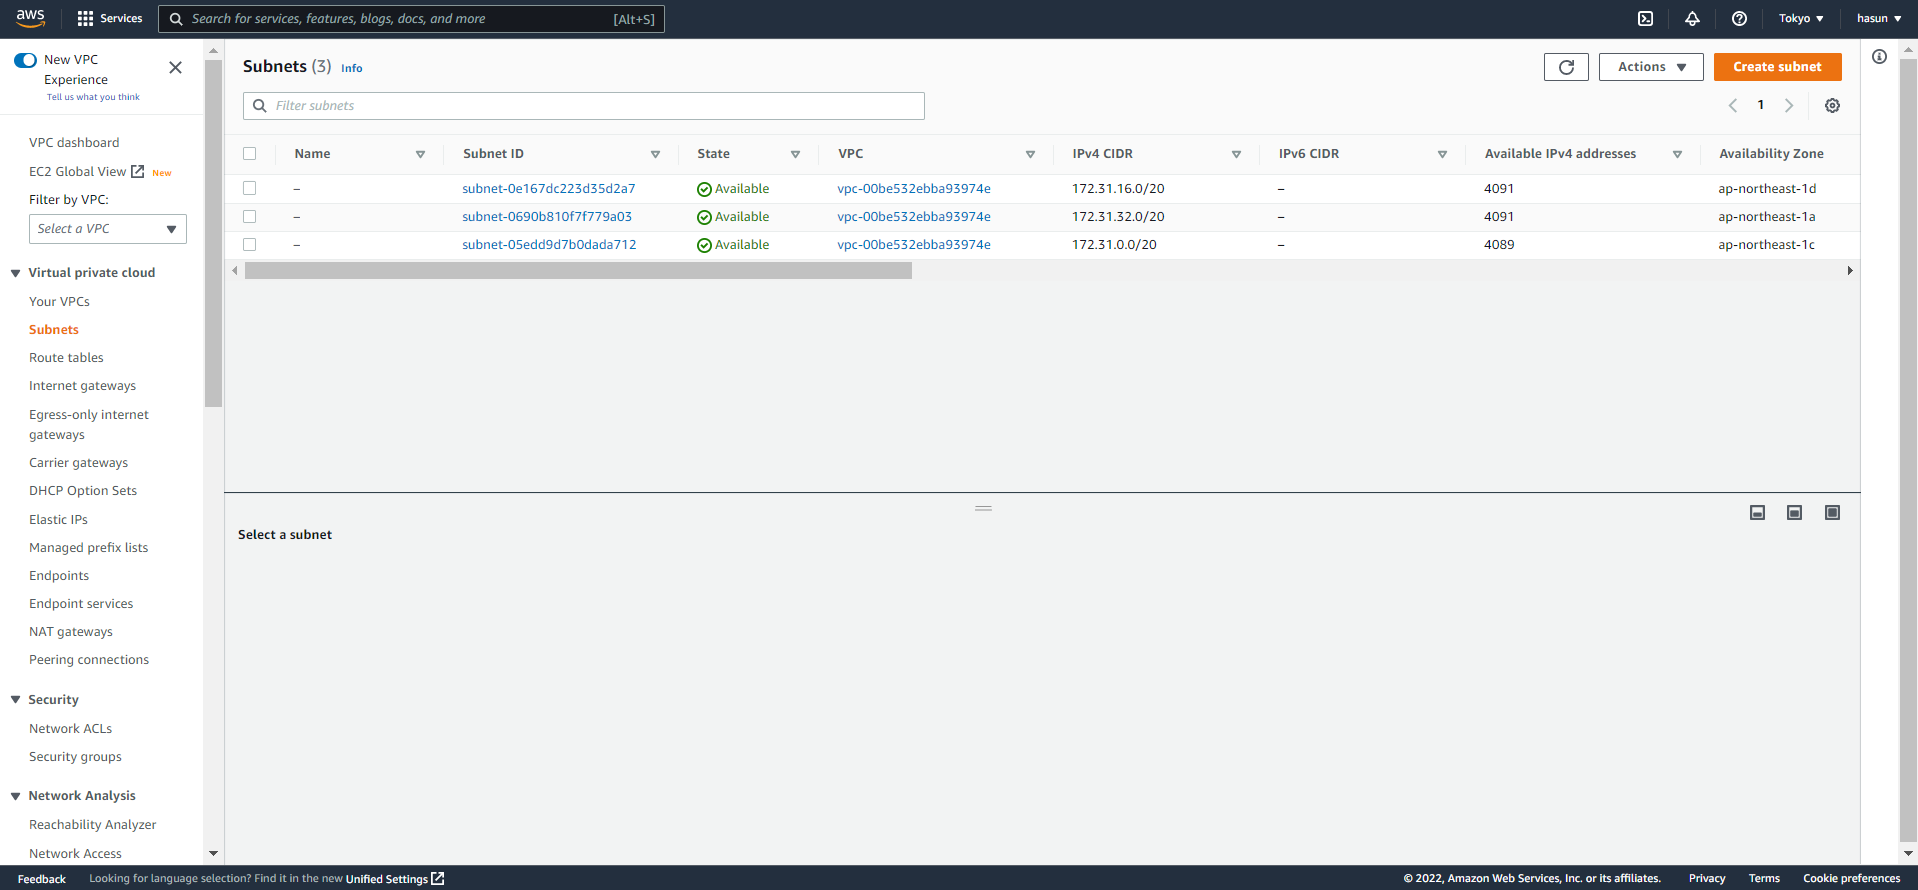 aws Services Search for services, features, blogs, docs, and more [Alt+S] Tokyo ▼ hasun ▼
New VPC
Experience
Tell us what you think
VPC dashboard
EC2 Global View New
Filter by VPC:
Select a VPC
Virtual private cloud
Your VPCs
Subnets
Route tables
Internet gateways
Egress-only internet
gateways
Carrier gateways
DHCP Option Sets
Elastic IPs
Managed prefix lists
Endpoints
Endpoint services
NAT gateways
Peering connections
Security
Network ACLs
Security groups
Network Analysis
Reachability Analyzer
Network Access
Subnets (3) Info
Actions ▼
Create subnet
Filter subnets
1
Name Subnet ID State VPC IPv4 CIDR IPv6 CIDR Available IPv4 addresses Availability Zone
– subnet-0e167dc223d35d2a7 Available vpc-00be532ebba93974e 172.31.16.0/20 – 4091 ap-northeast-1d
– subnet-0690b810f7f779a03 Available vpc-00be532ebba93974e 172.31.32.0/20 – 4091 ap-northeast-1a
– subnet-05edd9d7b0dada712 Available vpc-00be532ebba93974e 172.31.0.0/20 – 4089 ap-northeast-1c
Select a subnet
Feedback Looking for language selection? Find it in the new Unified Settings © 2022, Amazon Web Services, Inc. or its affiliates. Privacy Terms Cookie preferences